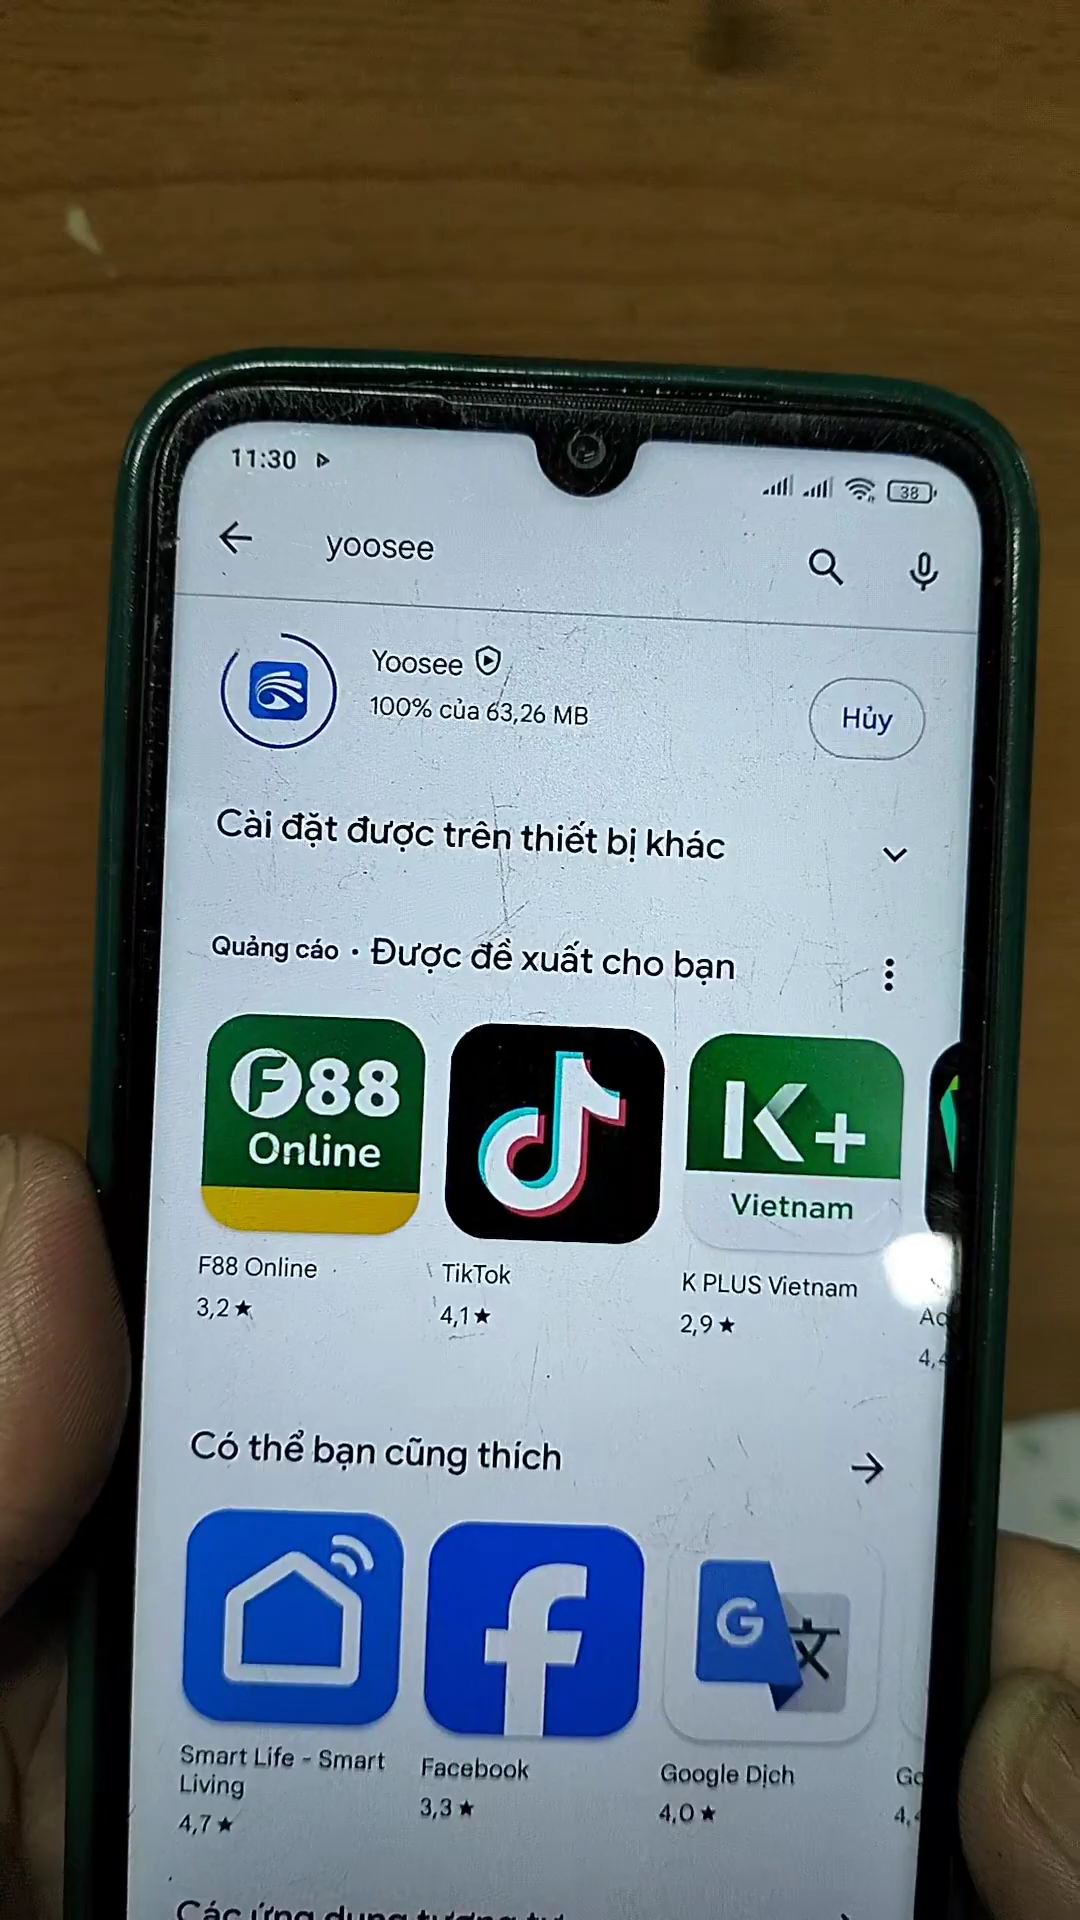 11:30
38
yoosee
Yoosee
100% của 63,26 MB
Hủy
Cài đặt được trên thiết bị khác
Quảng cáo · Được đề xuất cho bạn
F88
Online
K+
Vietnam
F88 Online
3,2★
TikTok
4,1★
K PLUS Vietnam
2,9★
4,4
Có thể bạn cũng thích
G 文
Smart Life - Smart
Living
4,7★
Facebook
3,3★
Google Dịch
4,0★
4,4
Các ứng dụng tương tự